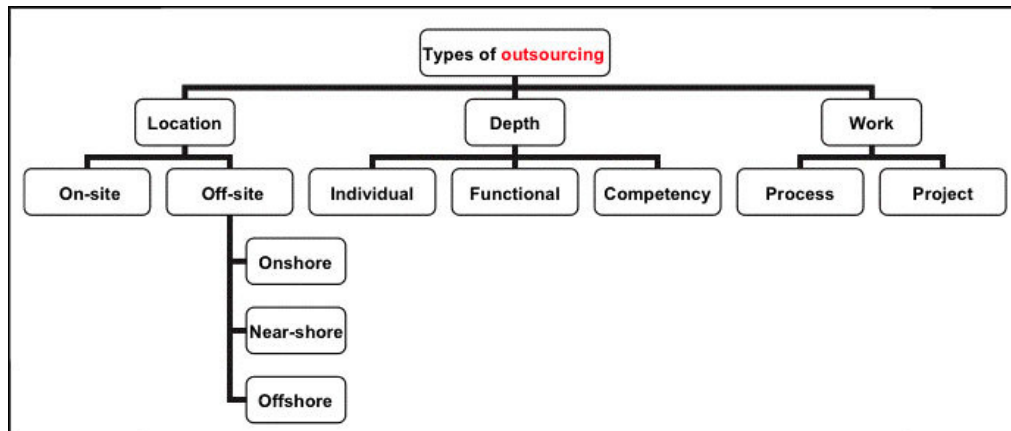 Types of outsourcing
Location
Depth
Work
On-site
Off-site
Individual
Functional
Competency
Process
Project
Onshore
Near-shore
Offshore